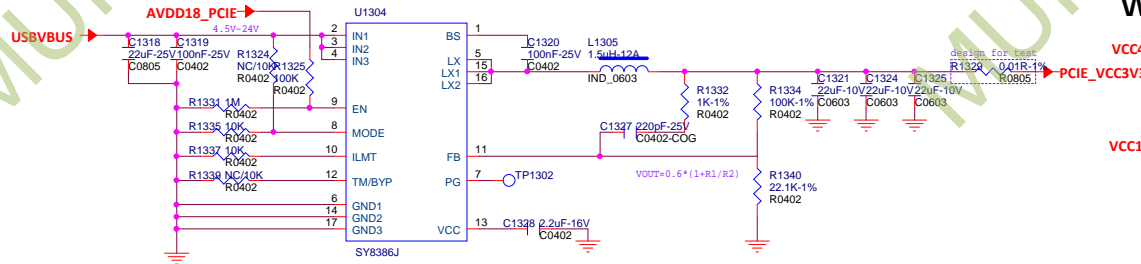 AVDD18_PCIE
U1304
W
USBVBUS
4.5V~24V
2
IN1
3
IN2
4
IN3
BS
1
C1318
22uF-25V
C0805
C1319
100nF-25V
C0402
R1324
NC/10K
R0402
R1325
100K
R0402
LX
5
LX1
15
LX2
16
C1320
100nF-25V
C0402
L1305
1.5uH-12A
IND_0603
design for test
R1329
0.01R-1%
R0805
VCC4
PCIE_VCC3V3
C1321
22uF-10V
C0603
C1324
22uF-10V
C0603
C1325
22uF-10V
C0603
R1332
1K-1%
R0402
R1334
100K-1%
R0402
R1331 1M
R0402
9
EN
R1335 10K
R0402
8
MODE
C1327 220pF-25V
C0402-COG
R1337 10K
R0402
10
ILMT
FB
11
VCC1
R1339 NC/10K
R0402
12
TM/BYP
PG
7
TP1302
VOUT=0.6*(1+R1/R2)
R1340
22.1K-1%
R0402
6
GND1
14
GND2
17
GND3
VCC
13
C1328 2.2uF-16V
C0402
SY8386J